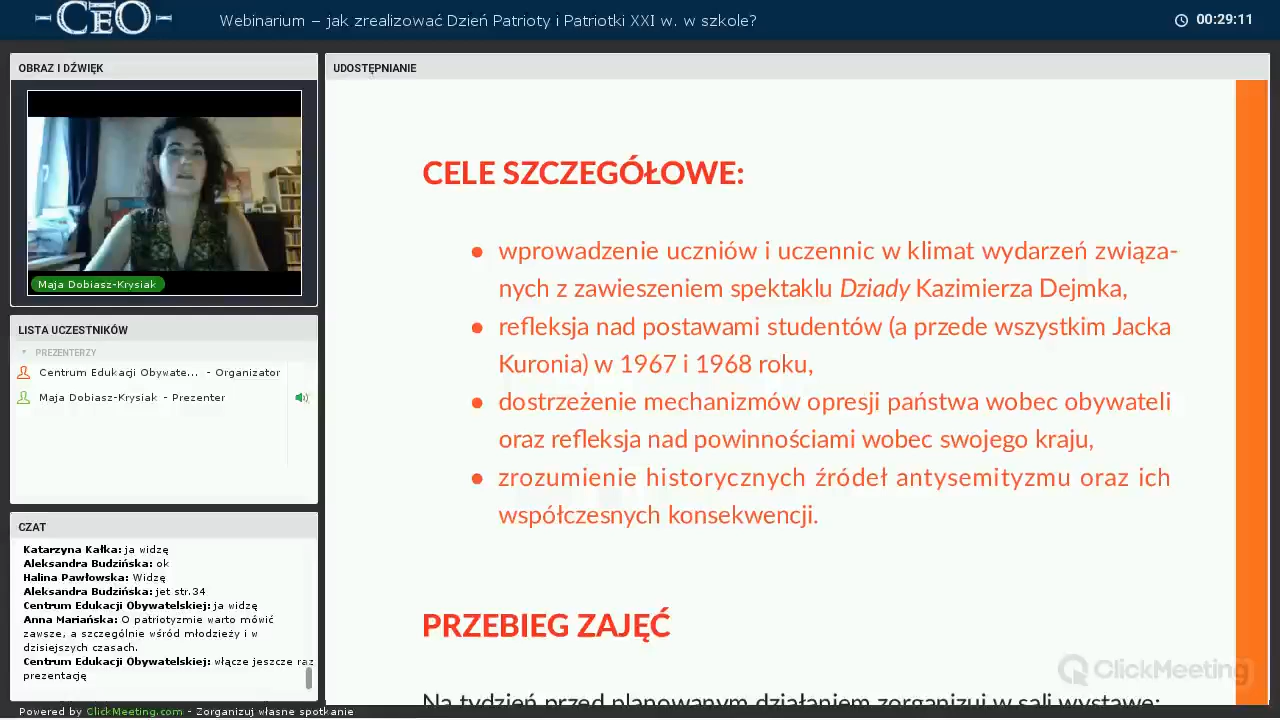 CEO
Webinarium – jak zrealizować Dzień Patrioty i Patriotki XXI w. w szkole?
00:29:11
OBRAZ I DŹWIĘK
Maja Dobiasz-Krysiak
LISTA UCZESTNIKÓW
PREZENTERZY
Centrum Edukacji Obywate... - Organizator
Maja Dobiasz-Krysiak - Prezenter
CZAT
Katarzyna Kałka: ja widzę
Aleksandra Budzińska: ok
Halina Pawłowska: Widzę
Aleksandra Budzińska: jet str.34
Centrum Edukacji Obywatelskiej: ja widzę
Anna Mariańska: O patriotyzmie warto mówić
zawsze, a szczególnie wśród młodzieży i w
dzisiejszych czasach.
Centrum Edukacji Obywatelskiej: włącze jeszcze raz
prezentację
UDOSTĘPNIANIE
CELE SZCZEGÓŁOWE:
● wprowadzenie uczniów i uczennic w klimat wydarzeń związa-
nych z zawieszeniem spektaklu Dziady Kazimierza Dejmka,
● refleksja nad postawami studentów (a przede wszystkim Jacka
Kuronia) w 1967 i 1968 roku,
● dostrzeżenie mechanizmów opresji państwa wobec obywateli
oraz refleksja nad powinnościami wobec swojego kraju,
● zrozumienie historycznych źródeł antysemityzmu oraz ich
współczesnych konsekwencji.
PRZEBIEG ZAJĘĆ
Na tydzień przed planowanym działaniem zorganizuj w sali wystawę:
ClickMeeting
Powered by ClickMeeting.com - Zorganizuj własne spotkanie